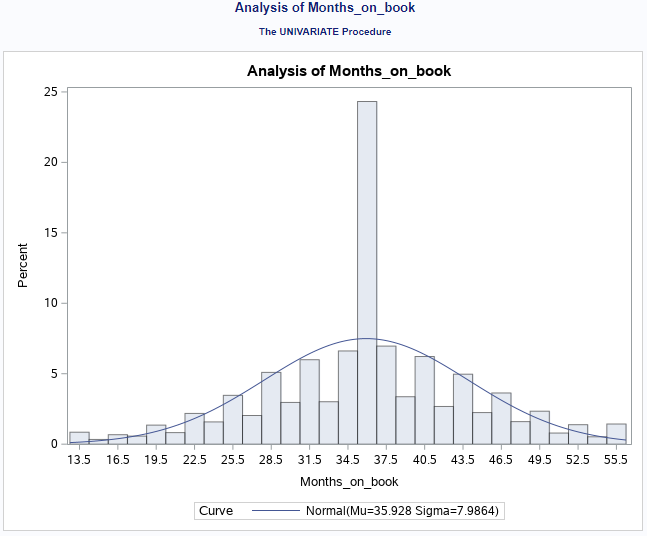 Analysis of Months_on_book
The UNIVARIATE Procedure
Analysis of Months_on_book
25
20
15
10
5
0
Percent
13.5 16.5 19.5 22.5 25.5 28.5 31.5 34.5 37.5 40.5 43.5 46.5 49.5 52.5 55.5
Months_on_book
Curve Normal(Mu=35.928 Sigma=7.9864)